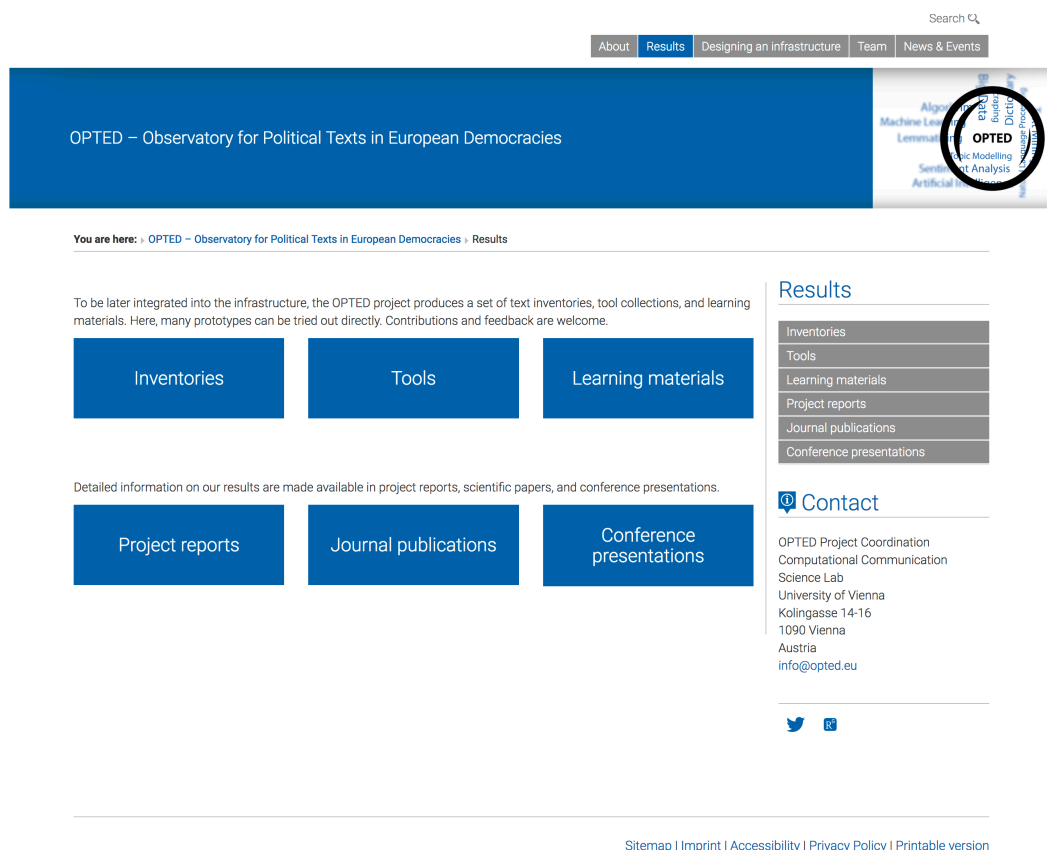 Search
About Results Designing an infrastructure Team News & Events
OPTED – Observatory for Political Texts in European Democracies
Big Data
Dictionary
Machine
OPTED
Topic Modelling
Sentiment Analysis
Artificial
You are here: OPTED – Observatory for Political Texts in European Democracies Results
To be later integrated into the infrastructure, the OPTED project produces a set of text inventories, tool collections, and learning
materials. Here, many prototypes can be tried out directly. Contributions and feedback are welcome.
Inventories
Tools
Learning materials
Detailed information on our results are made available in project reports, scientific papers, and conference presentations.
Project reports
Journal publications
Conference
presentations
Results
Inventories
Tools
Learning materials
Project reports
Journal publications
Conference presentations
Contact
OPTED Project Coordination
Computational Communication
Science Lab
University of Vienna
Kolingasse 14-16
1090 Vienna
Austria
info@opted.eu
Sitemap | Imprint | Accessibility | Privacy Policy | Printable version